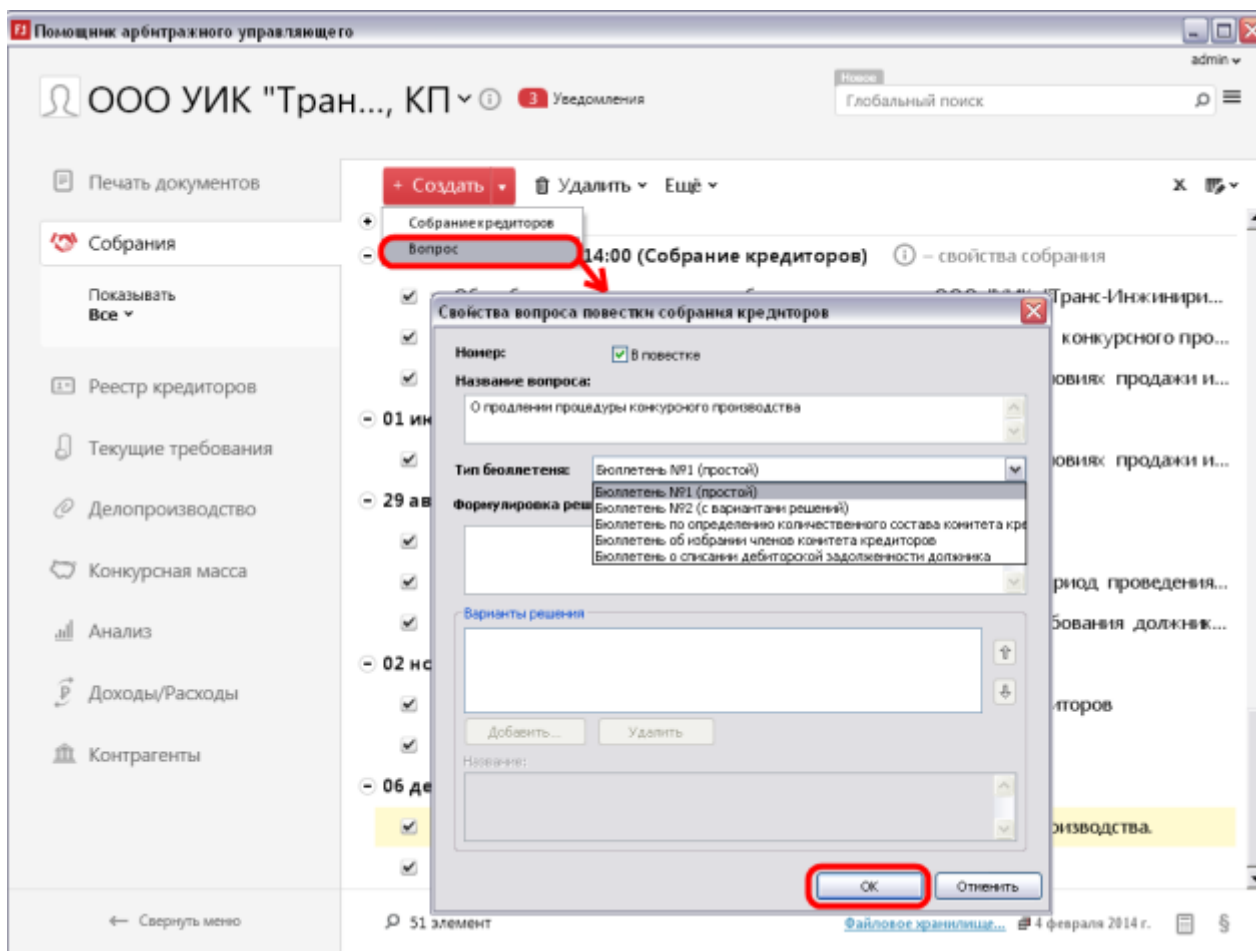 Помощник арбитражного управляющего
admin
ООО УИК "Тран..., КП
3 Уведомления
Новое
Глобальный поиск
Печать документов
+ Создать
Удалить
Ещё
X
Собрания
Собрание кредиторов
Вопрос
14:00 (Собрание кредиторов)
– свойства собрания
Показывать
Все
"Транс-Инжинири...
Свойства вопроса повестки собрания кредиторов
Номер:
В повестке
конкурсного про...
Название вопроса:
овиях продажи и...
О продлении процедуры конкурсного производства
Реестр кредиторов
01 ин
Текущие требования
Тип бюллетеня:
Бюллетень №1 (простой)
овиях продажи и...
Бюллетень №1 (простой)
29 ав
Формулировка реш
Бюллетень №2 (с вариантами решений)
Бюллетень по определению количественного состава комитета кре
Бюллетень об избрании членов комитета кредиторов
Бюллетень о списании дебиторской задолженности должника
Делопроизводство
Конкурсная масса
риод проведения...
Варианты решения
бования должник...
Анализ
02 но
Доходы/Расходы
иторов
Добавить...
Удалить
Контрагенты
Название:
06 де
изводства.
OK
Отменить
← Свернуть меню
51 элемент
Файловое хранилище...
4 февраля 2014 г.
§